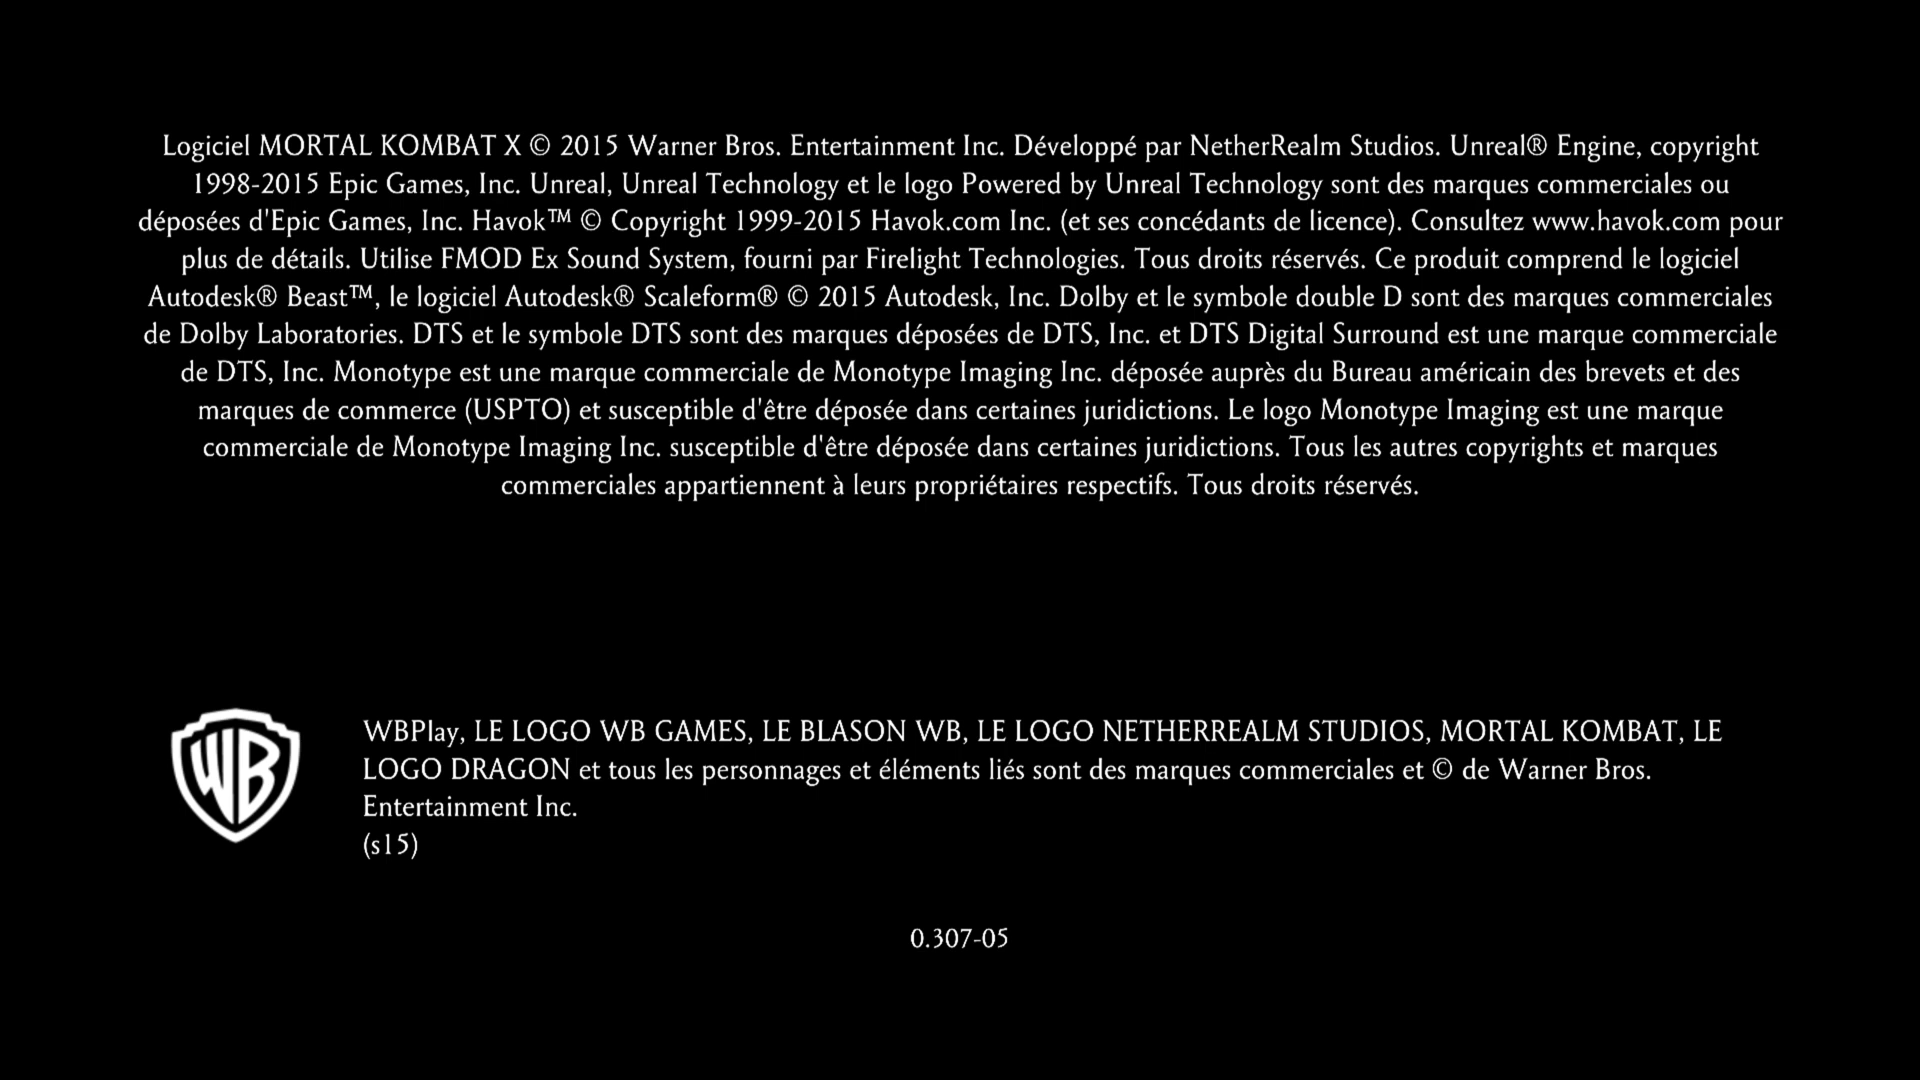 Logiciel MORTAL KOMBAT X © 2015 Warner Bros. Entertainment Inc. Développé par NetherRealm Studios. Unreal® Engine, copyright
1998-2015 Epic Games, Inc. Unreal, Unreal Technology et le logo Powered by Unreal Technology sont des marques commerciales ou
déposées d'Epic Games, Inc. Havok™ © Copyright 1999-2015 Havok.com Inc. (et ses concédants de licence). Consultez www.havok.com pour
plus de détails. Utilise FMOD Ex Sound System, fourni par Firelight Technologies. Tous droits réservés. Ce produit comprend le logiciel
Autodesk® Beast™, le logiciel Autodesk® Scaleform® © 2015 Autodesk, Inc. Dolby et le symbole double D sont des marques commerciales
de Dolby Laboratories. DTS et le symbole DTS sont des marques déposées de DTS, Inc. et DTS Digital Surround est une marque commerciale
de DTS, Inc. Monotype est une marque commerciale de Monotype Imaging Inc. déposée auprès du Bureau américain des brevets et des
marques de commerce (USPTO) et susceptible d'être déposée dans certaines juridictions. Le logo Monotype Imaging est une marque
commerciale de Monotype Imaging Inc. susceptible d'être déposée dans certaines juridictions. Tous les autres copyrights et marques
commerciales appartiennent à leurs propriétaires respectifs. Tous droits réservés.
WB
WBPlay, LE LOGO WB GAMES, LE BLASON WB, LE LOGO NETHERREALM STUDIOS, MORTAL KOMBAT, LE
LOGO DRAGON et tous les personnages et éléments liés sont des marques commerciales et © de Warner Bros.
Entertainment Inc.
(s15)
0.307-05